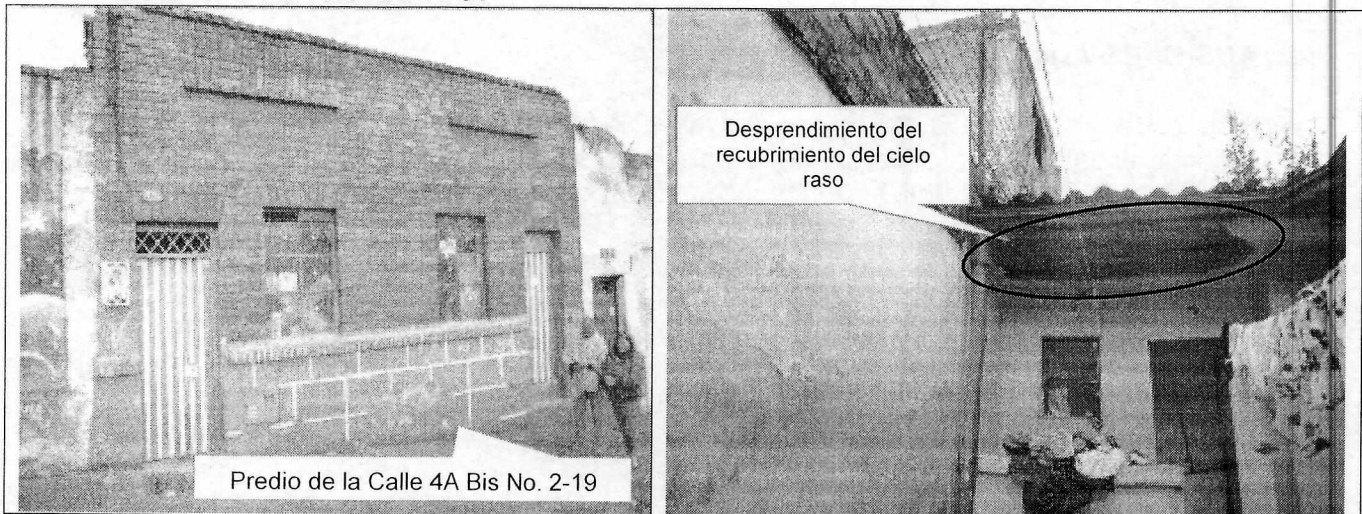 Predio de la Calle 4A Bis No. 2-19
Desprendimiento del
recubrimiento del cielo
raso